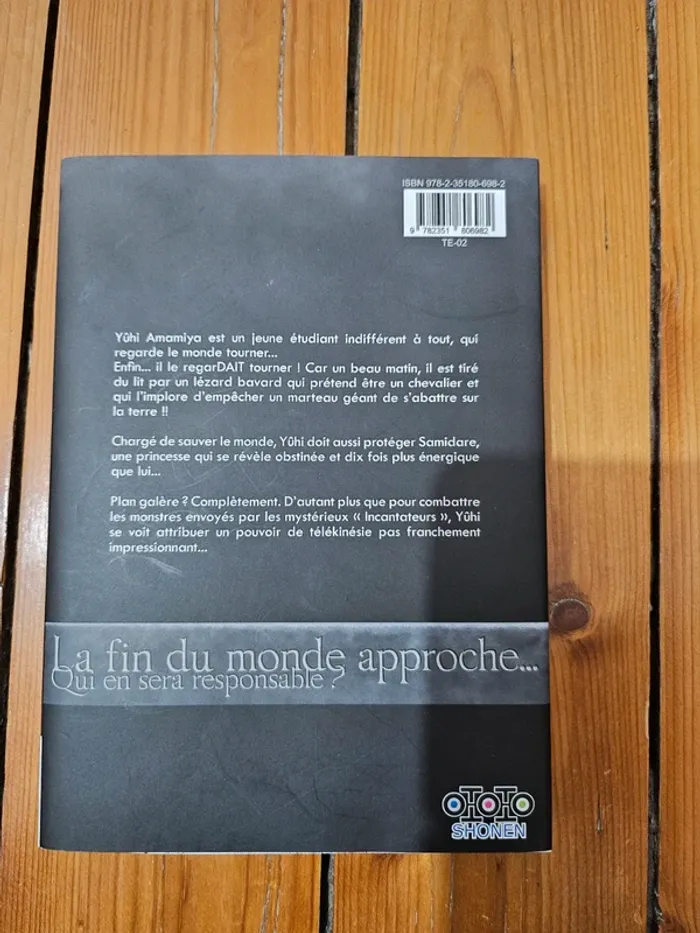 ISBN 978-2-35180-698-2
9 782351 806982
TE-02
Yûhi Amamiya est un jeune étudiant indifférent à tout, qui
regarde le monde tourner...
Enfin... il le regarDAIT tourner ! Car un beau matin, il est tiré
du lit par un lézard bavard qui prétend être un chevalier et
qui l'implore d'empêcher un marteau géant de s'abattre sur
la terre !!
Chargé de sauver le monde, Yûhi doit aussi protéger Samidare,
une princesse qui se révèle obstinée et dix fois plus énergique
que lui...
Plan galère ? Complètement. D'autant plus que pour combattre
les monstres envoyés par les mystérieux « Incantateurs », Yûhi
se voit attribuer un pouvoir de télékinésie pas franchement
impressionnant...
La fin du monde approche...
Qui en sera responsable ?
OTOTO
SHONEN